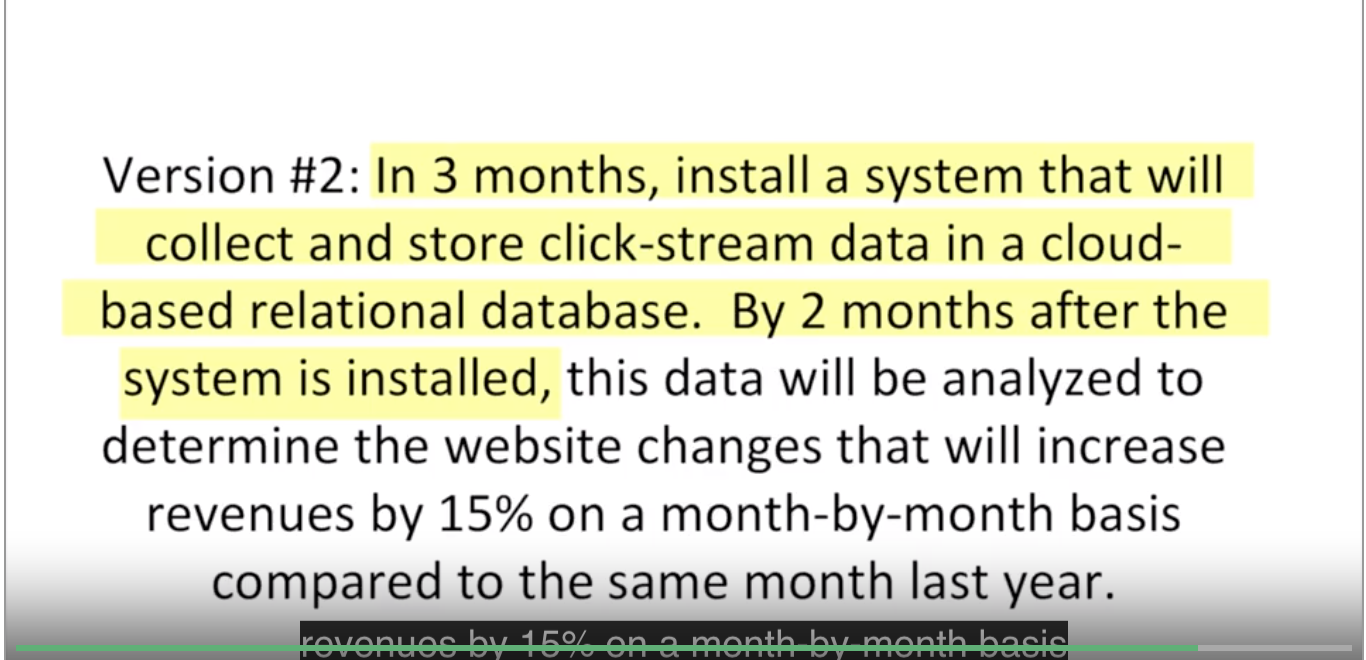 Version #2: In 3 months, install a system that will
collect and store click-stream data in a cloud-
based relational database.  By 2 months after the
system is installed, this data will be analyzed to
determine the website changes that will increase
revenues by 15% on a month-by-month basis
compared to the same month last year.
revenues by 15% on a month-by-month basis